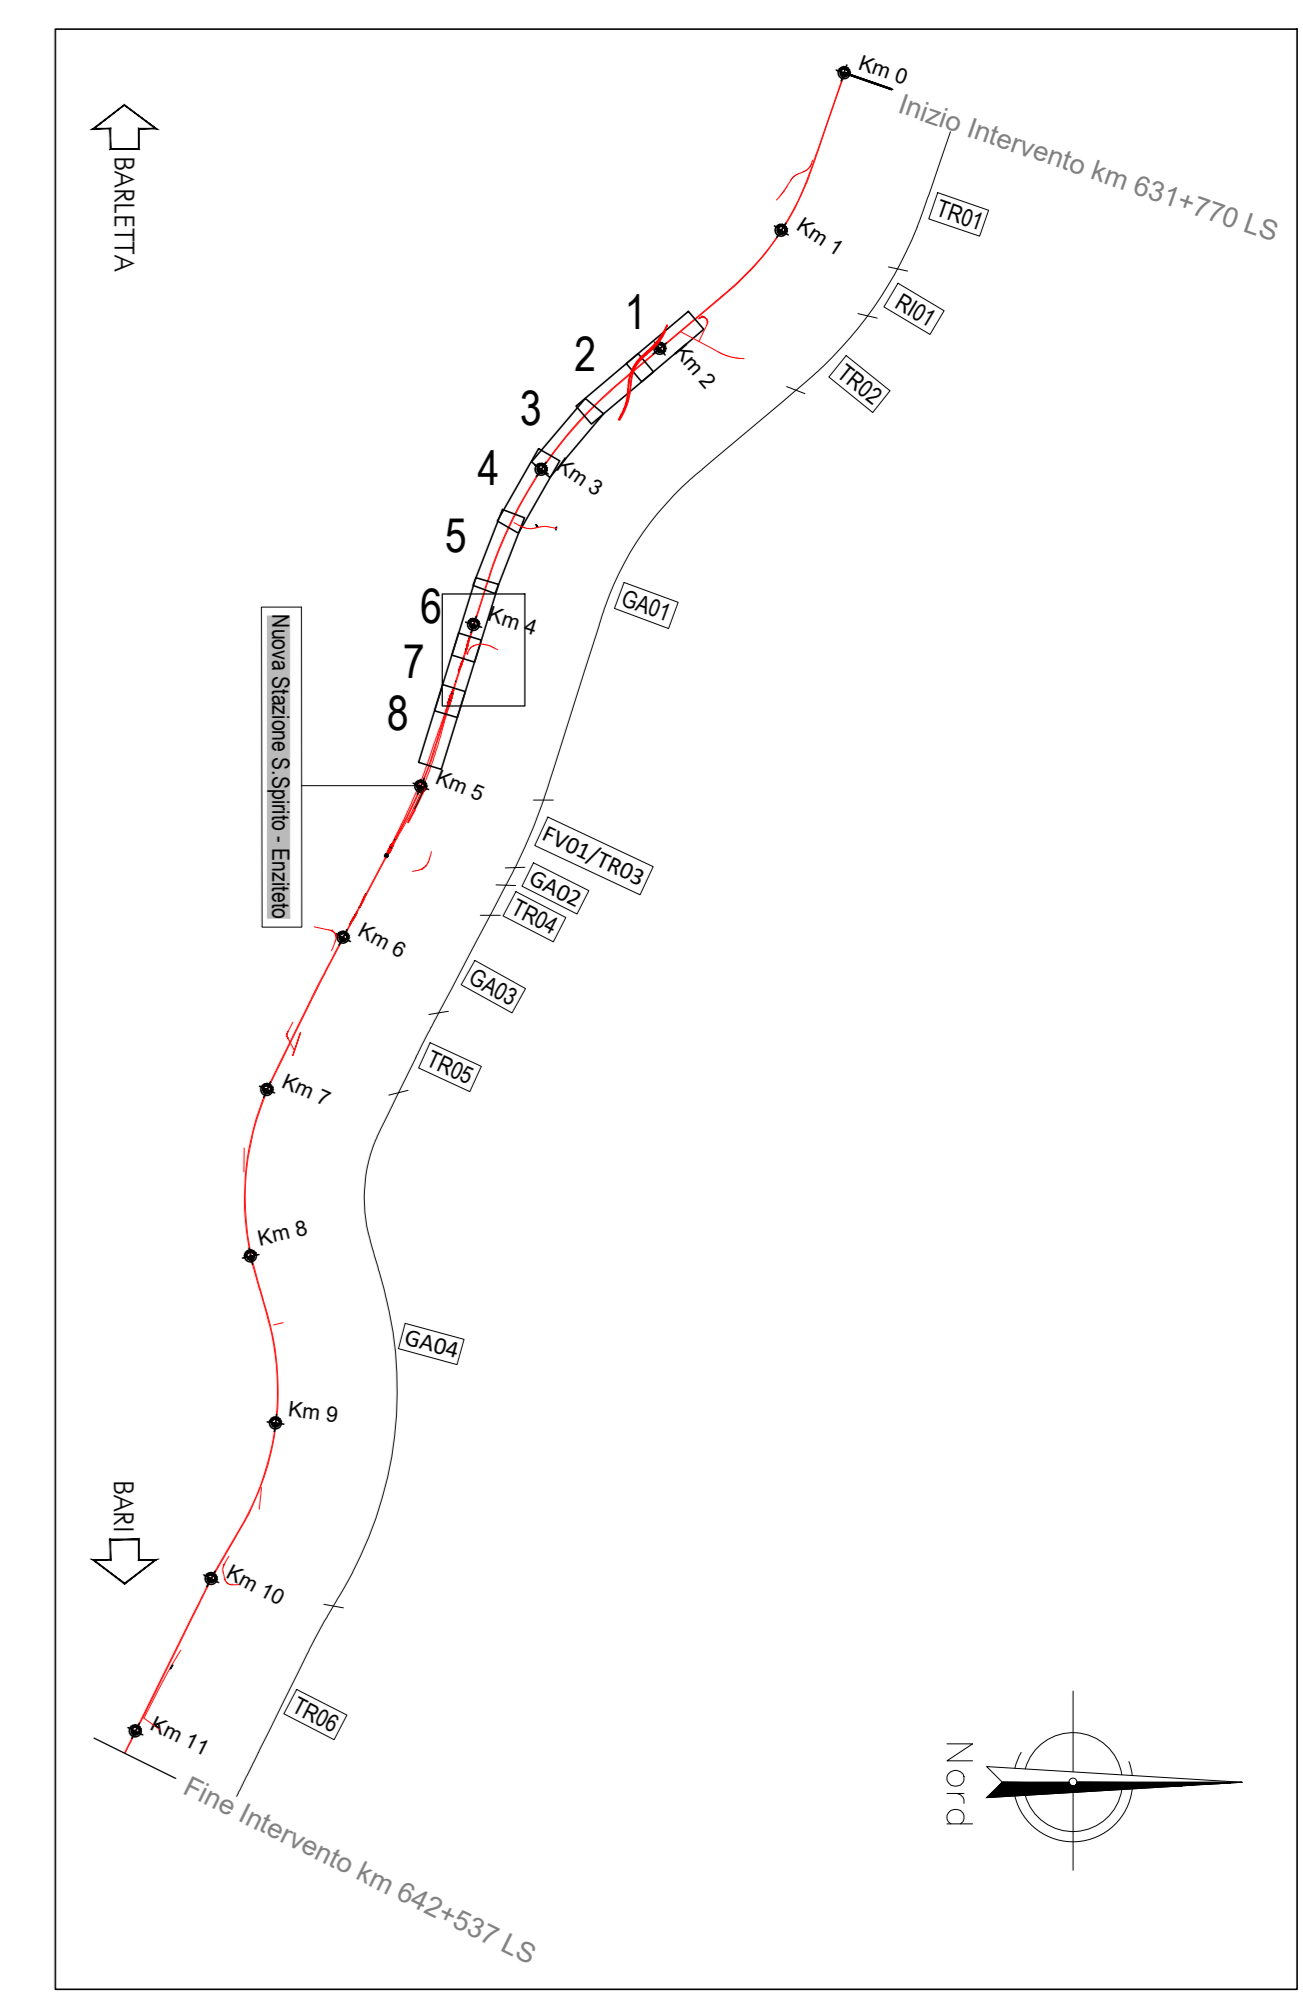 Km 0
Inizio Intervento km 631+770 LS
BARLETTA
TR01
Km 1
RI01
1
Km 2
2
TR02
3
Km 3
4
5
GA01
6
Km 4
7
8
Nuova Stazione S.Spirito - Enziteto
Km 5
FV01/TR03
GA02
TR04
Km 6
GA03
TR05
Km 7
Km 8
GA04
Km 9
BARI
Km 10
TR06
Km 11
Nord
Fine Intervento km 642+537 LS